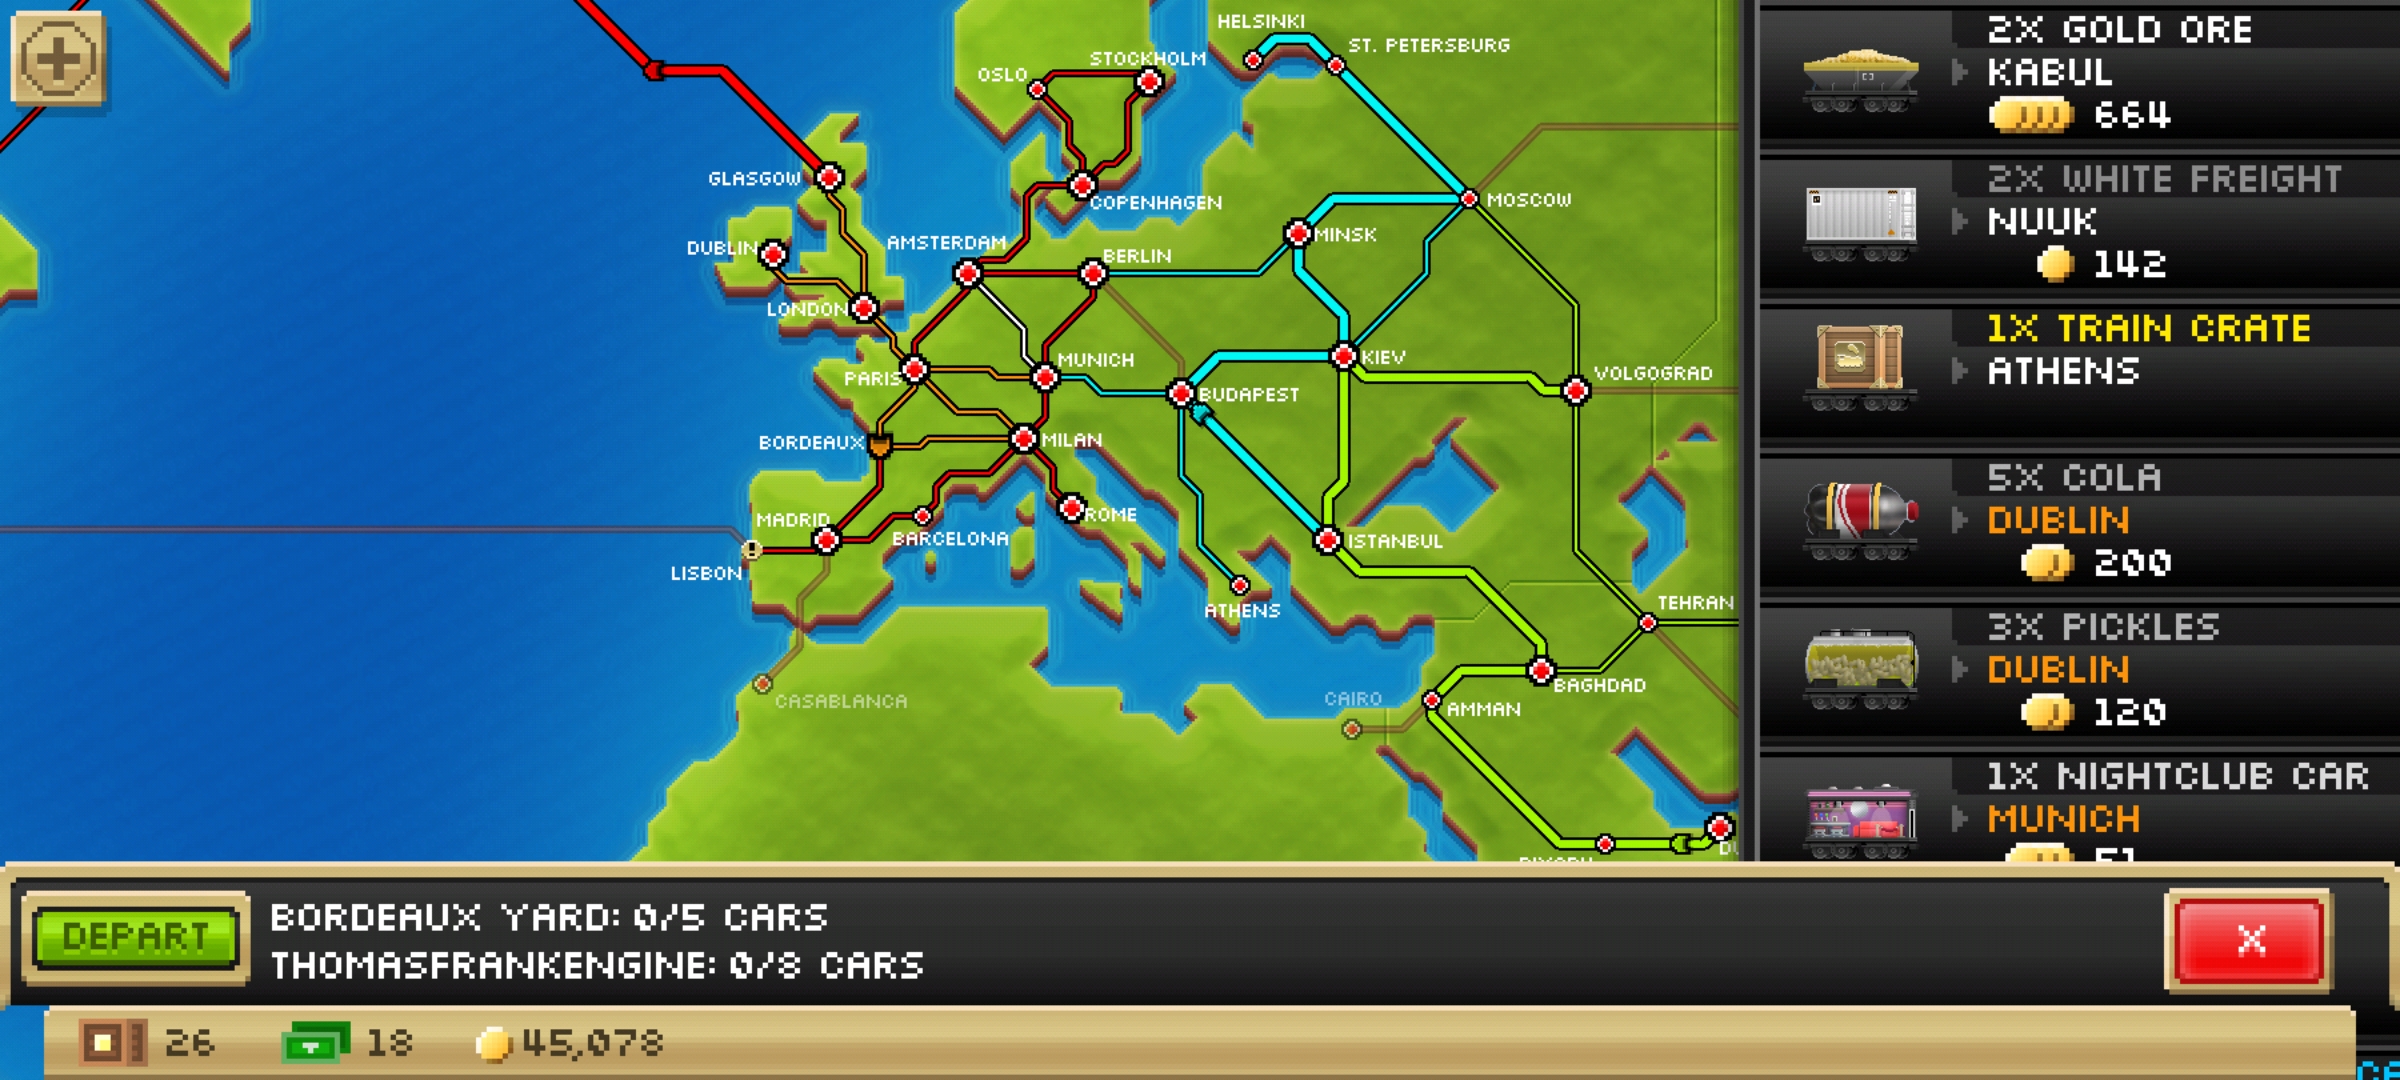 HELSINKI
ST. PETERSBURG
STOCKHOLM
OSLO
GLASGOW
COPENHAGEN
MOSCOW
MINSK
DUBLIN
AMSTERDAM
BERLIN
LONDON
MUNICH
KIEV
PARIS
BUDAPEST
VOLGOGRAD
BORDEAUX
MILAN
MADRID
ROME
BARCELONA
ISTANBUL
LISBON
ATHENS
TEHRAN
CASABLANCA
CAIRO
BAGHDAD
AMMAN
2X GOLD ORE
KABUL
664
2X WHITE FREIGHT
NUUK
142
1X TRAIN CRATE
ATHENS
5X COLA
DUBLIN
200
3X PICKLES
DUBLIN
120
1X NIGHTCLUB CAR
MUNICH
51
DEPART
BORDEAUX YARD: 0/5 CARS
THOMASFRANKENGINE: 0/8 CARS
X
26
18
45,078